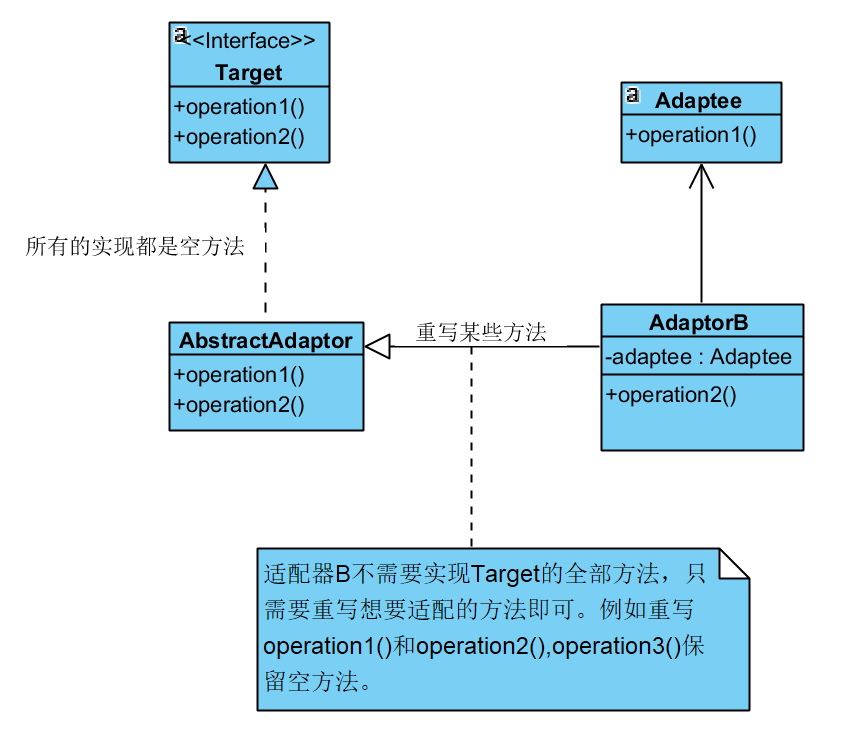 <<Interface>>
Target
+operation1()
+operation2()
a
Adaptee
+operation1()
所有的实现都是空方法
AbstractAdaptor
+operation1()
+operation2()
重写某些方法
AdaptorB
-adaptee : Adaptee
+operation2()
适配器B不需要实现Target的全部方法，只
需要重写想要适配的方法即可。例如重写
operation1()和operation2(),operation3()保
留空方法。